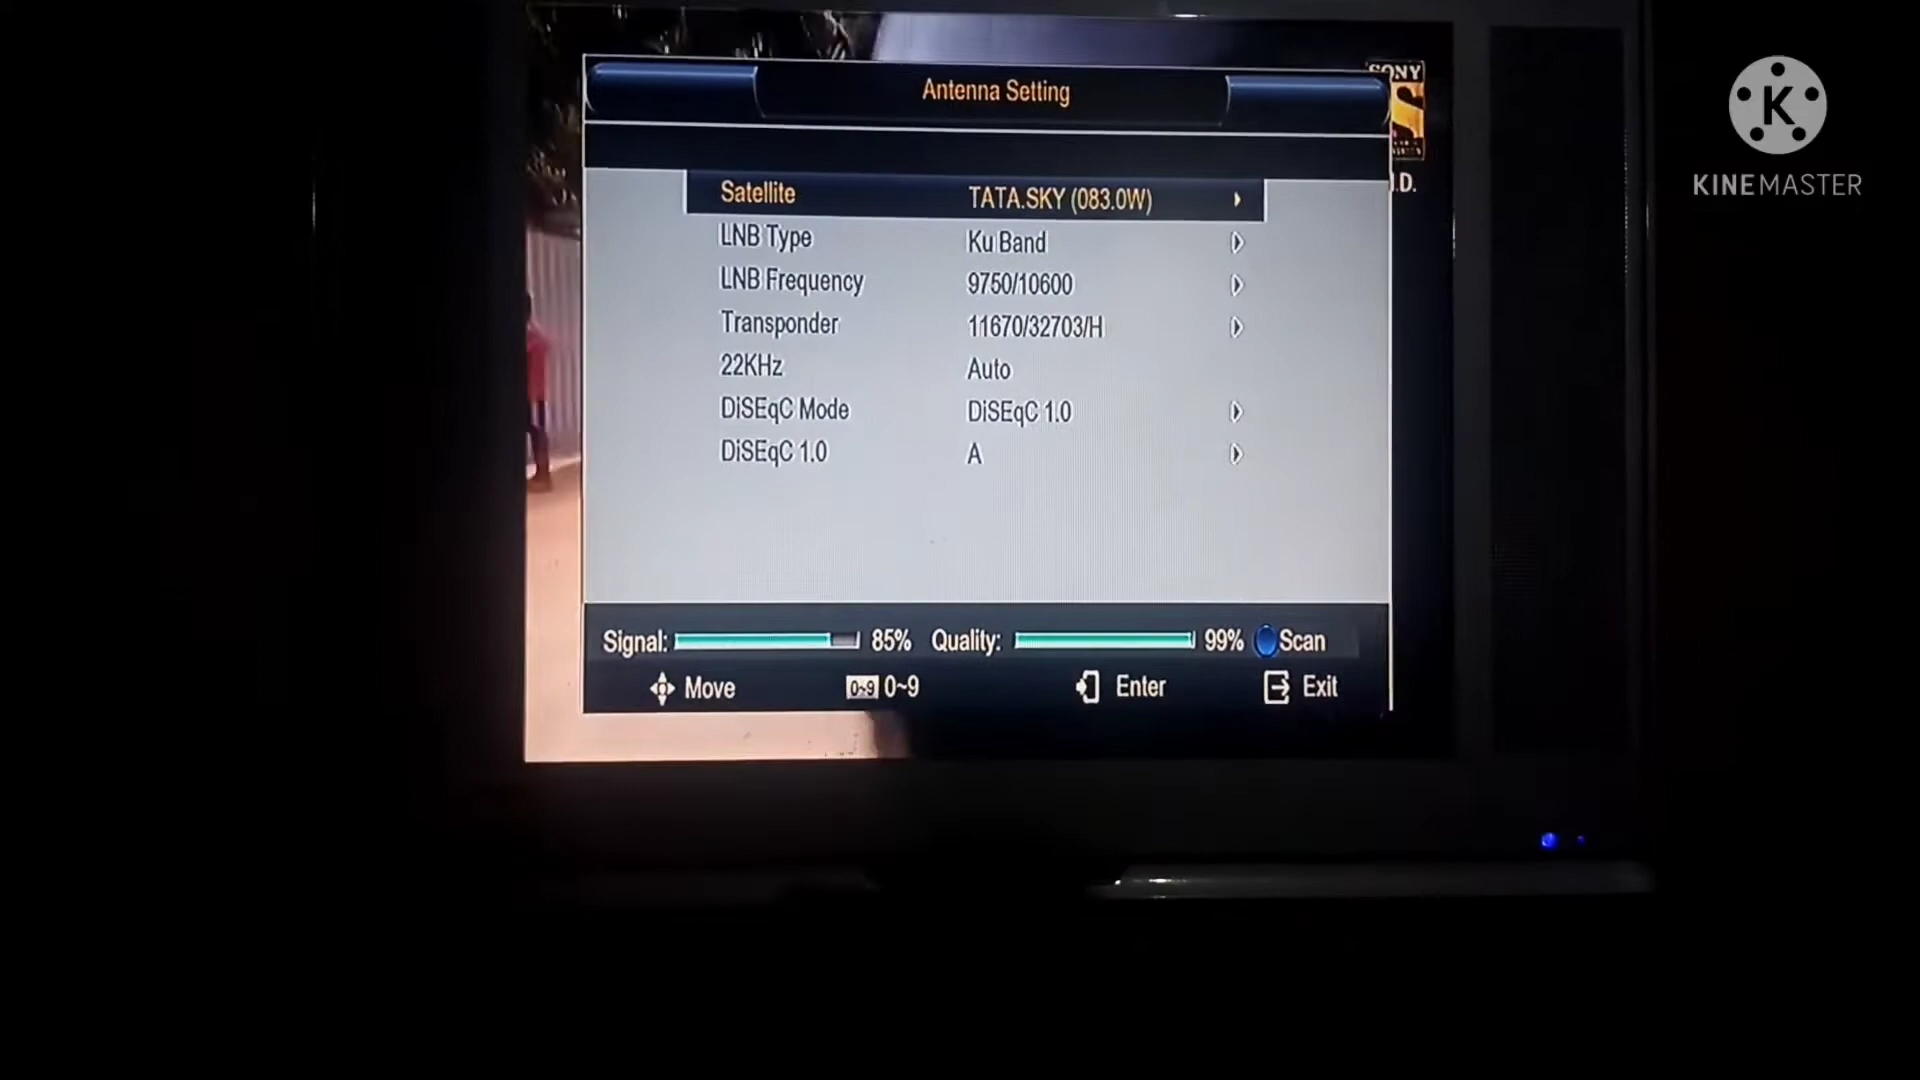 Antenna Setting
SONY
K
KINEMASTER
Satellite TATA.SKY (083.0W)
LNB Type Ku Band
LNB Frequency 9750/10600
Transponder 11670/32703/H
22KHz Auto
DiSEqC Mode DiSEqC 1.0
DiSEqC 1.0 A
Signal: 85% Quality: 99% Scan
Move 0~9 0~9 Enter Exit